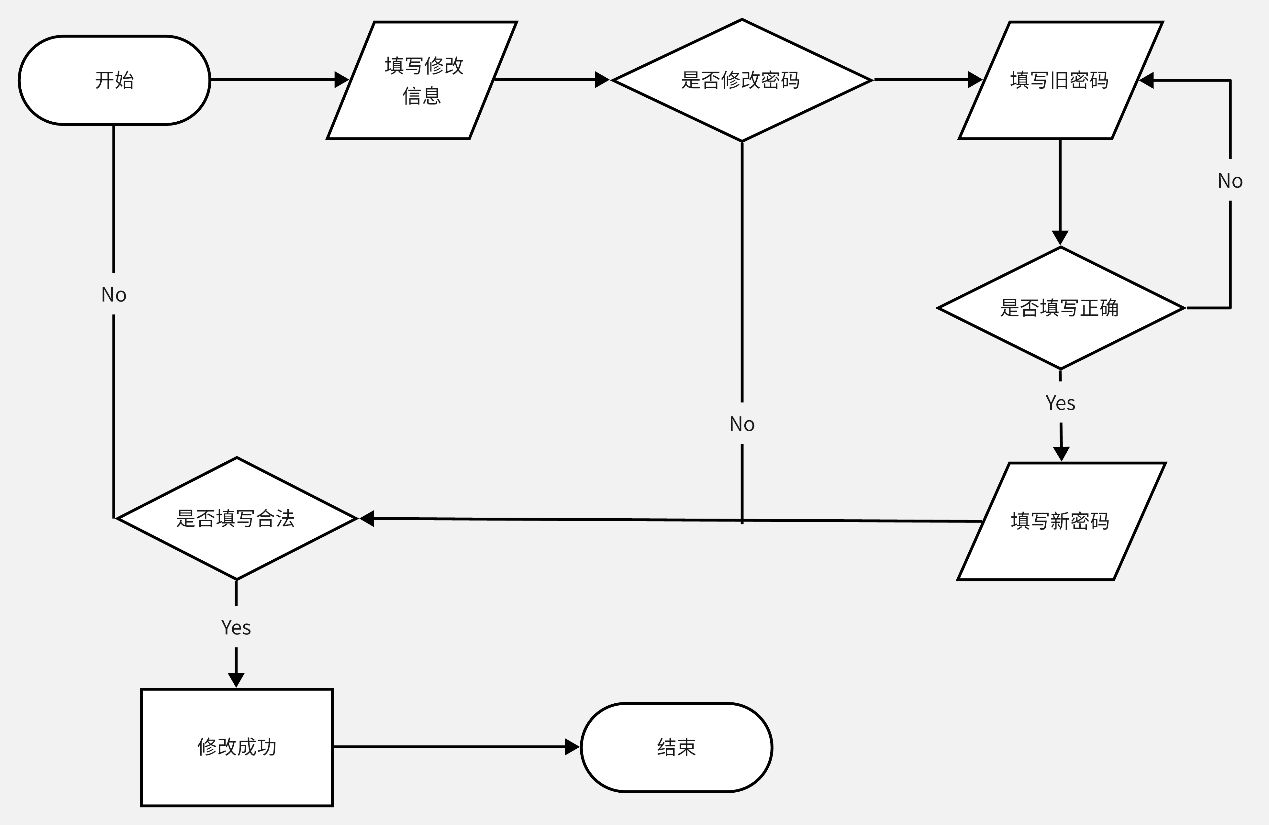 开始
填写修改
信息
是否修改密码
填写旧密码
No
No
是否填写正确
Yes
No
是否填写合法
填写新密码
Yes
修改成功
结束